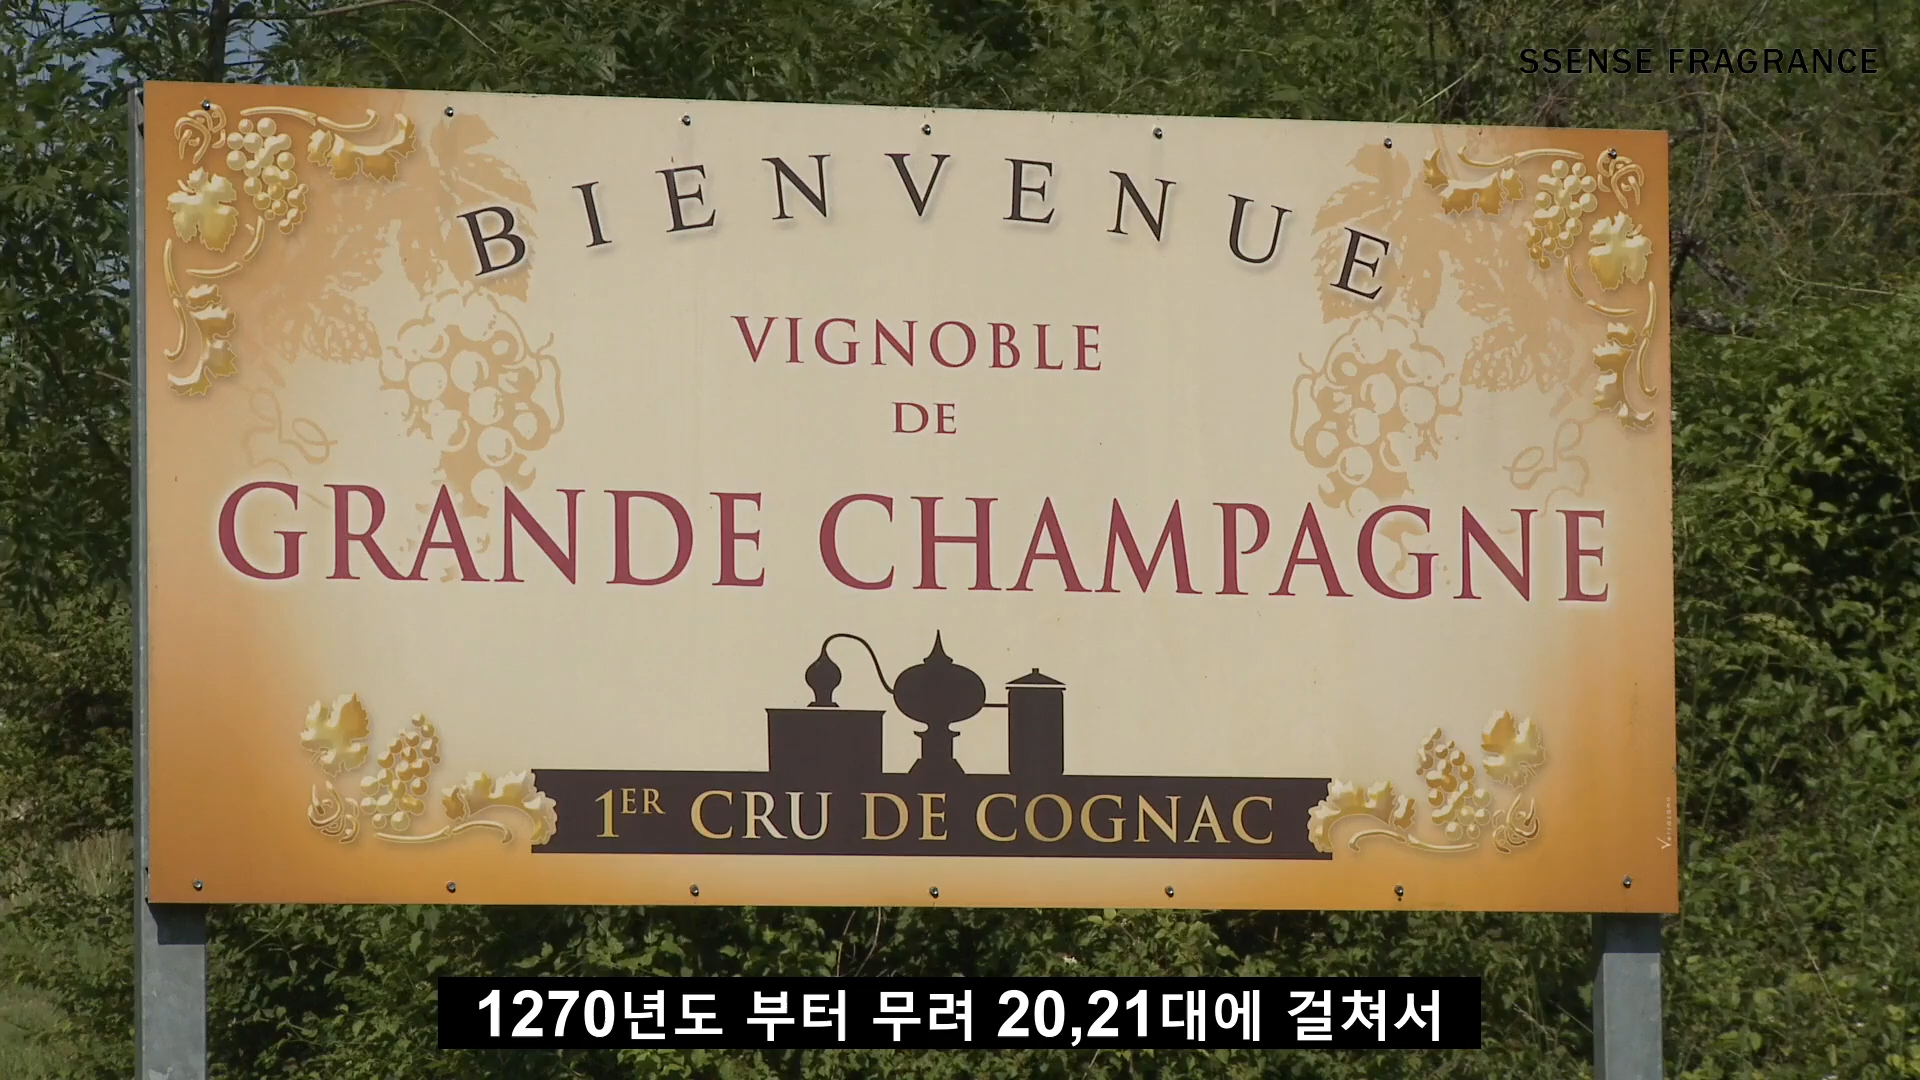 SSENSE FRAGRANCE
BIENVENUE
VIGNOBLE
DE
GRANDE CHAMPAGNE
1ER CRU DE COGNAC
1270년도 부터 무려 20,21대에 걸쳐서